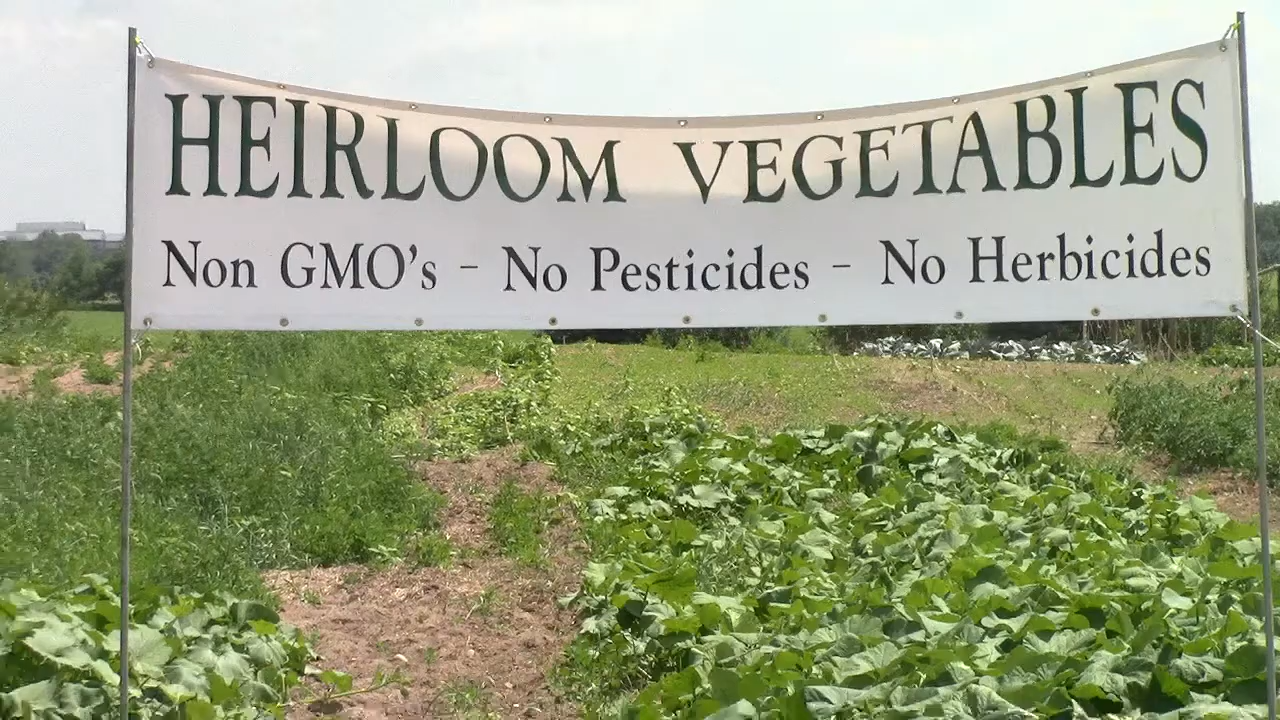 HEIRLOOM VEGETABLES
Non GMO's - No Pesticides - No Herbicides